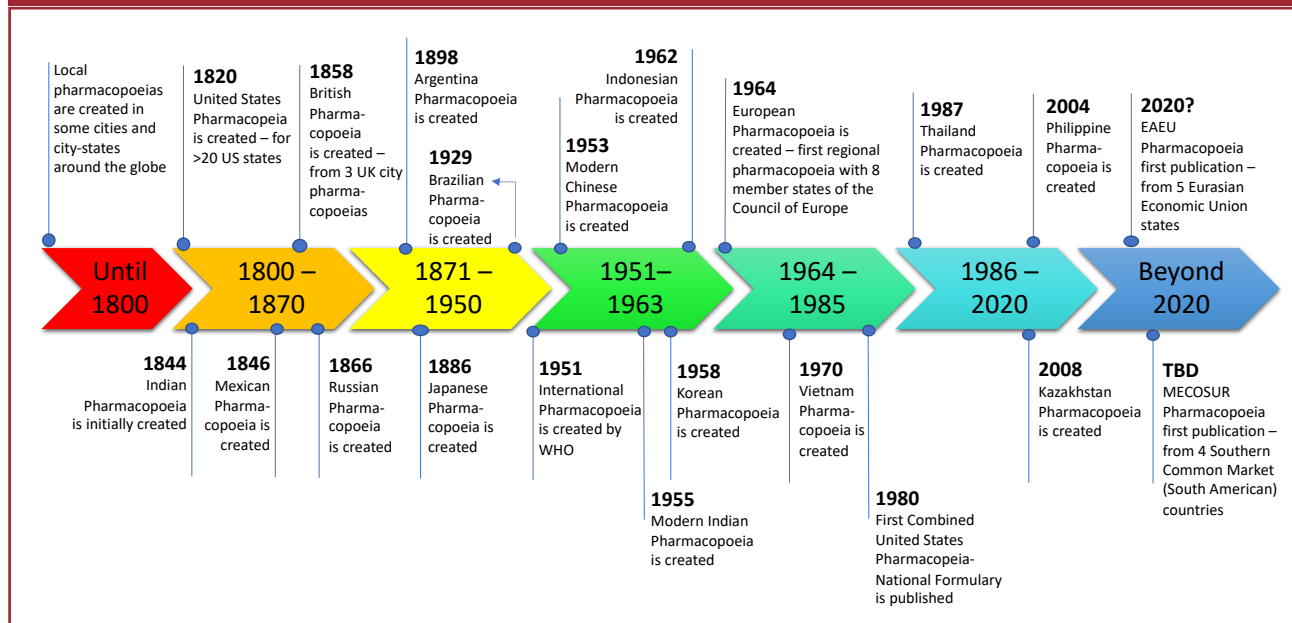 Local
pharmacopoeias
are created in
some cities and
city-states
around the globe
1820
United States
Pharmacopeia
is created – for
>20 US states
1858
British
Pharma-
copoeia
is created –
from 3 UK city
pharma-
copoeias
1898
Argentina
Pharmacopoeia
is created
1929
Brazilian
Pharma-
copoeia
is created
1953
Modern
Chinese
Pharmacopoeia
is created
1962
Indonesian
Pharmacopoeia
is created
1964
European
Pharmacopoeia is
created – first regional
pharmacopoeia with 8
member states of the
Council of Europe
1987
Thailand
Pharmacopoeia
is created
2004
Philippine
Pharma-
copoeia is
created
2020?
EAEU
Pharmacopoeia
first publication –
from 5 Eurasian
Economic Union
states
Until
1800
1800 –
1870
1871 –
1950
1951–
1963
1964 –
1985
1986 –
2020
Beyond
2020
1844
Indian
Pharmacopoeia
is initially created
1846
Mexican
Pharma-
copoeia is
created
1866
Russian
Pharma-
copoeia
is created
1886
Japanese
Pharma-
copoeia is
created
1951
International
Pharmacopoeia
is created by
WHO
1955
Modern Indian
Pharmacopoeia
is created
1958
Korean
Pharmacopoeia
is created
1970
Vietnam
Pharma-
copoeia is
created
1980
First Combined
United States
Pharmacopeia-
National Formulary
is published
2008
Kazakhstan
Pharmacopoeia
is created
TBD
MECOSUR
Pharmacopoeia
first publication –
from 4 Southern
Common Market
(South American)
countries